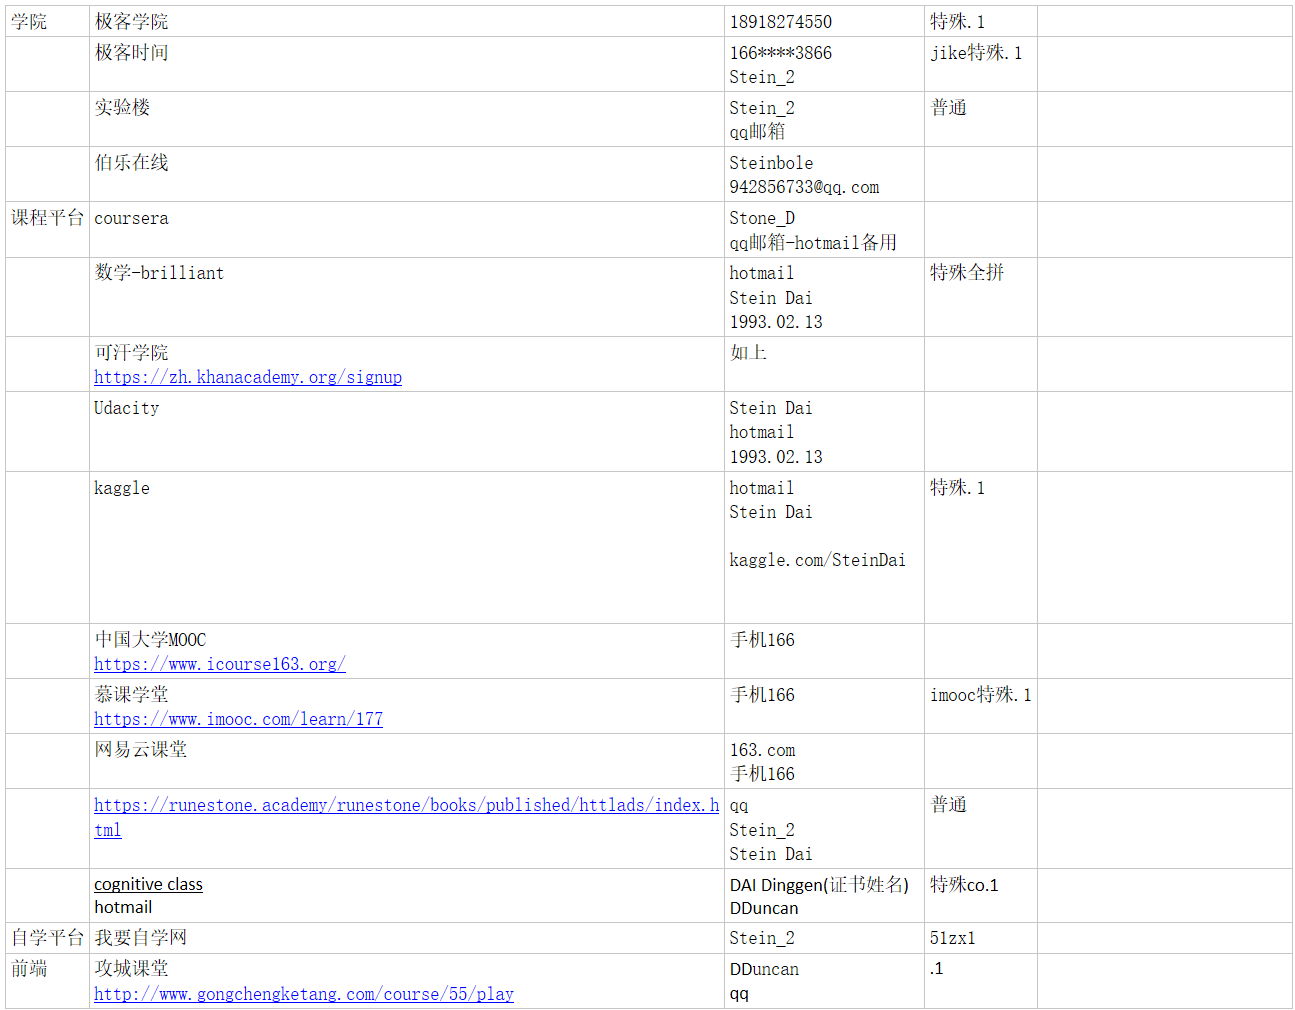 学院 极客学院 18918274550 特殊.1
极客时间 166****3866 jike特殊.1
Stein_2
实验楼 Stein_2 普通
qq邮箱
伯乐在线 Steinbole
942856733@qq.com
课程平台 coursera Stone_D
qq邮箱-hotmail备用
数学-brilliant hotmail 特殊全拼
Stein Dai
1993.02.13
可汗学院 如上
https://zh.khanacademy.org/signup
Udacity Stein Dai
hotmail
1993.02.13
kaggle hotmail 特殊.1
Stein Dai
kaggle.com/SteinDai
中国大学MOOC 手机166
https://www.icourse163.org/
慕课学堂 手机166 imooc特殊.1
https://www.imooc.com/learn/177
网易云课堂 163.com
手机166
https://runestone.academy/runestone/books/published/httlads/index.h qq 普通
tml Stein_2
Stein Dai
cognitive class DAI Dinggen(证书姓名) 特殊co.1
hotmail DDuncan
自学平台 我要自学网 Stein_2 51zx1
前端 攻城课堂 DDuncan .1
http://www.gongchengketang.com/course/55/play qq